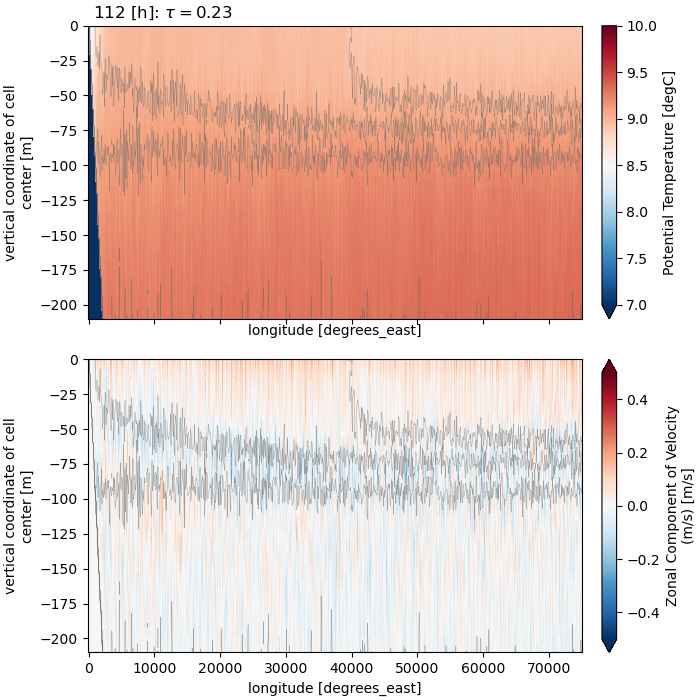 112 [h]: τ = 0.23
0
−25
−50
−75
−100
−125
−150
−175
−200
vertical coordinate of cell
center [m]
longitude [degrees_east]
10.0
9.5
9.0
8.5
8.0
7.5
7.0
Potential Temperature [degC]
0
−25
−50
−75
−100
−125
−150
−175
−200
vertical coordinate of cell
center [m]
0 10000 20000 30000 40000 50000 60000 70000
longitude [degrees_east]
0.4
0.2
0.0
−0.2
−0.4
Zonal Component of Velocity
(m/s) [m/s]